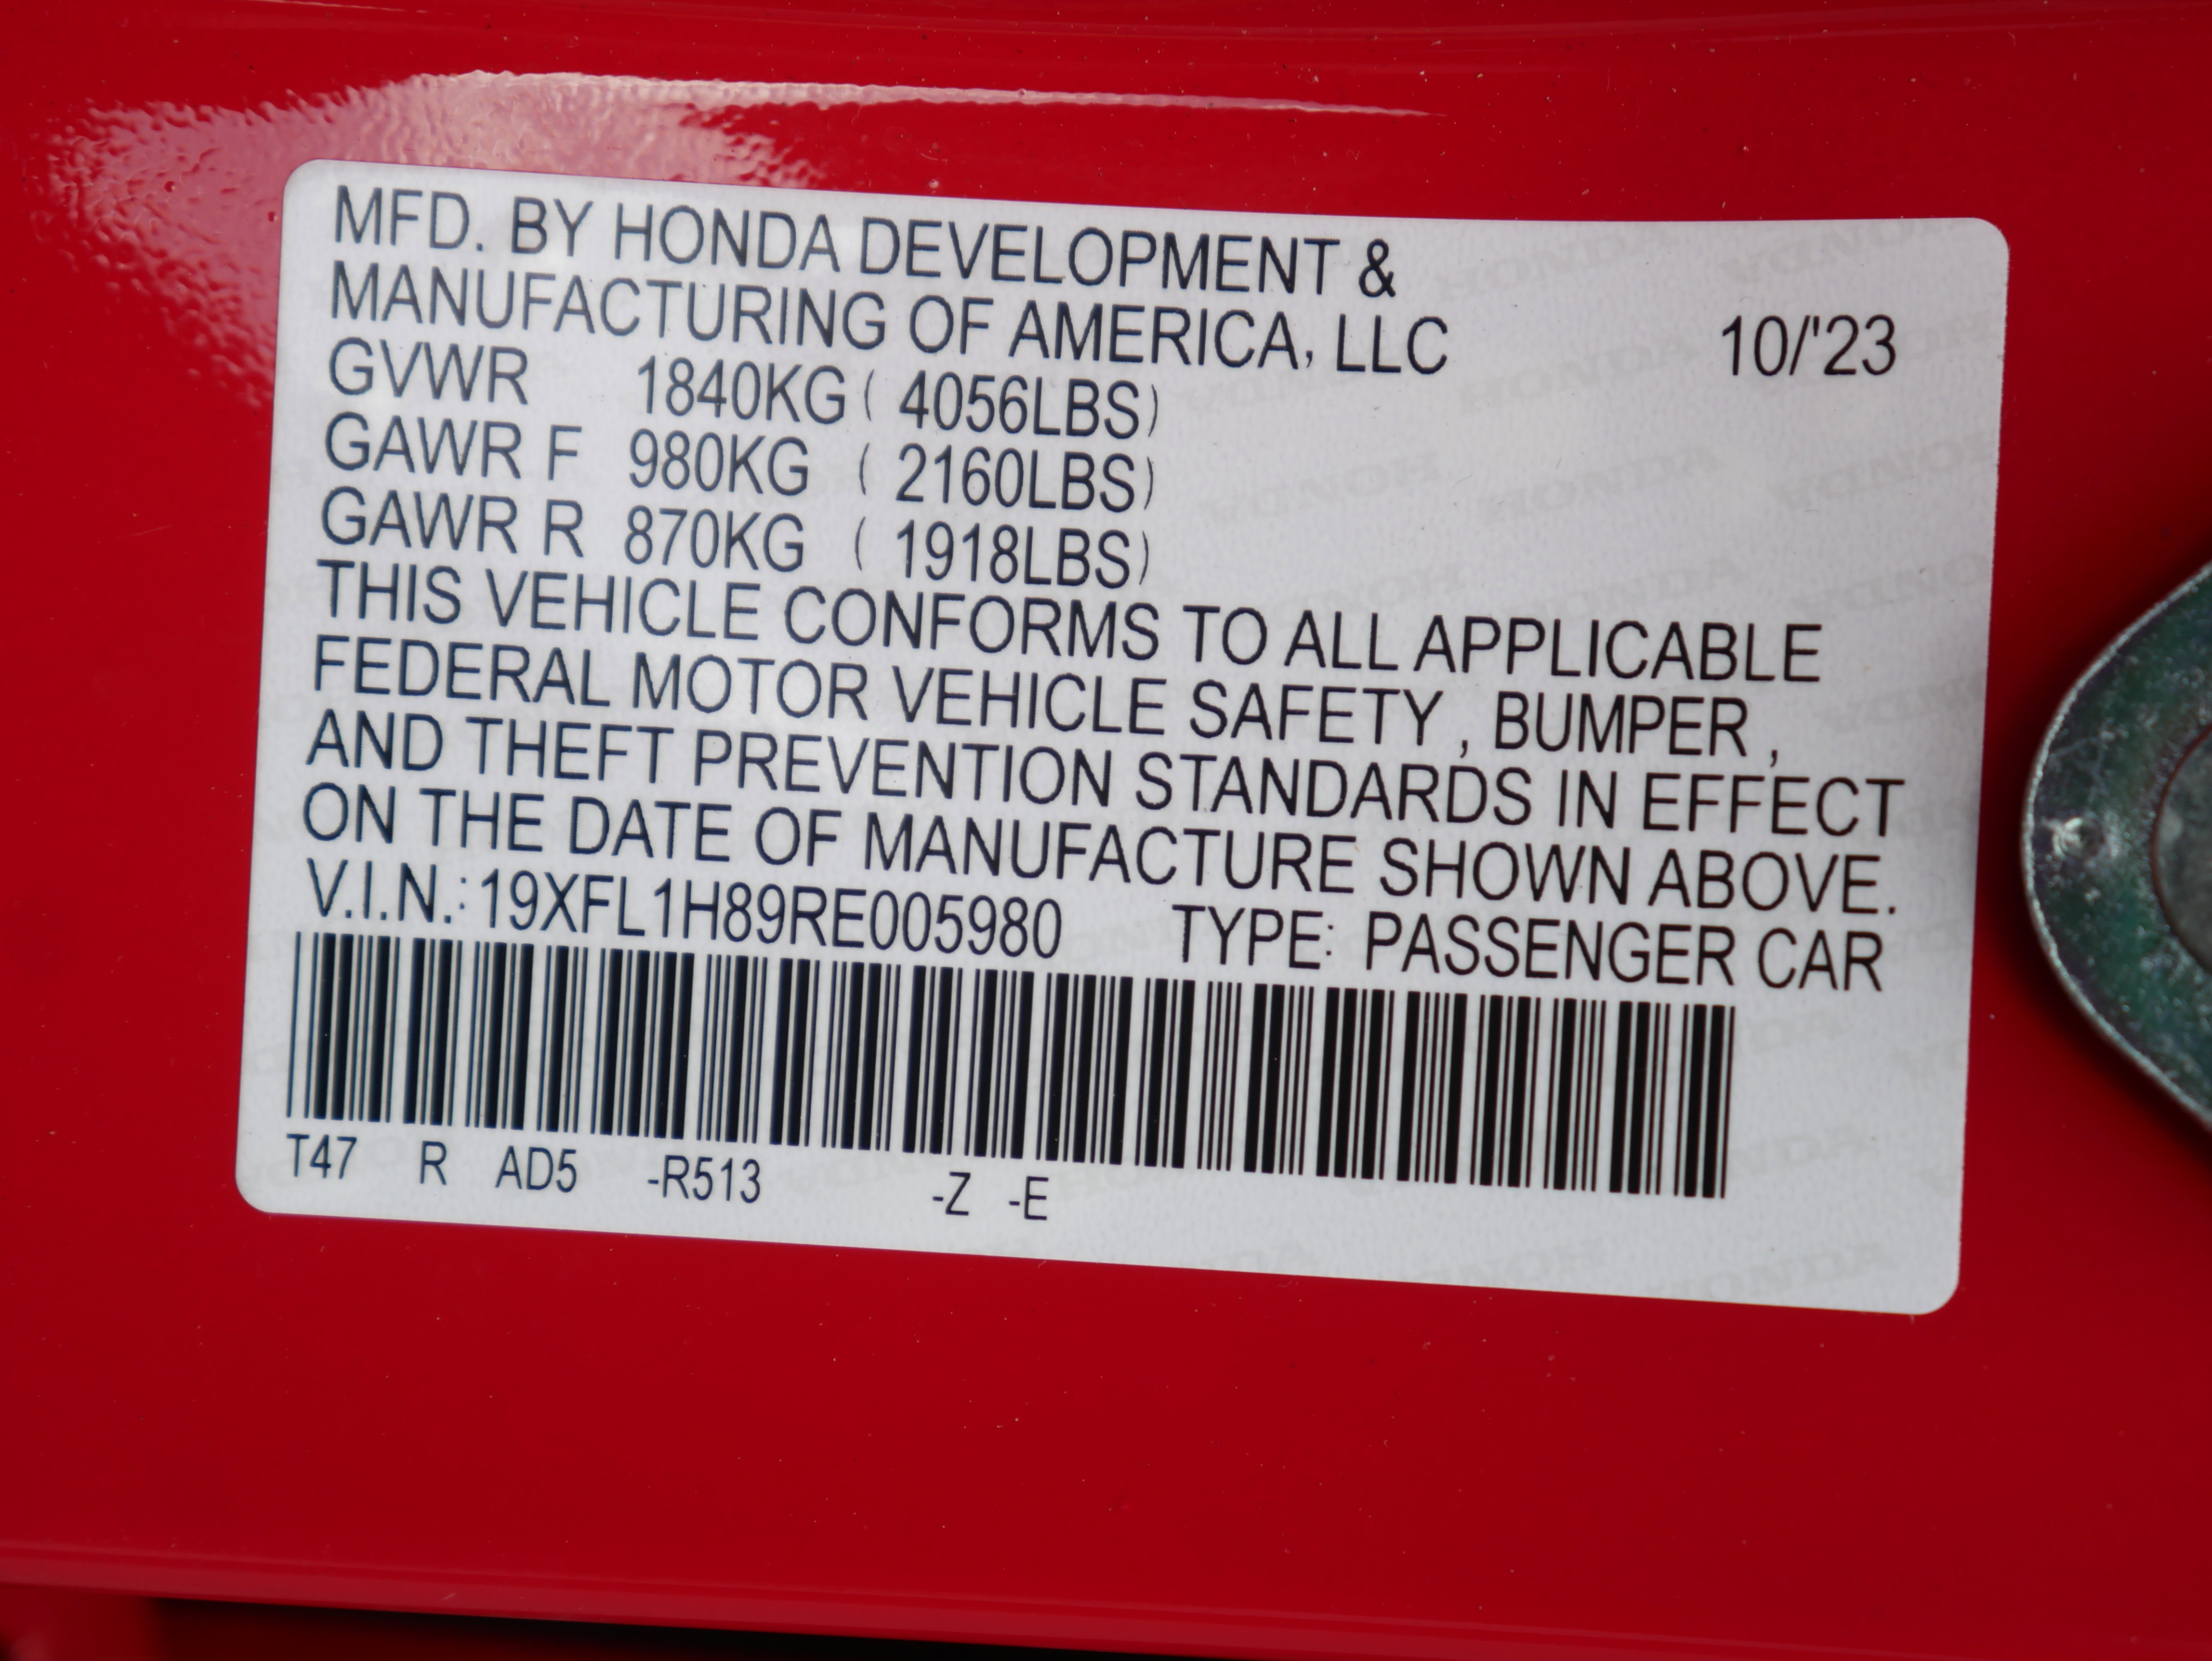 MFD. BY HONDA DEVELOPMENT &
MANUFACTURING OF AMERICA, LLC 10/'23
GVWR 1840KG ( 4056LBS)
GAWR F 980KG ( 2160LBS)
GAWR R 870KG ( 1918LBS)
THIS VEHICLE CONFORMS TO ALL APPLICABLE
FEDERAL MOTOR VEHICLE SAFETY , BUMPER ,
AND THEFT PREVENTION STANDARDS IN EFFECT
ON THE DATE OF MANUFACTURE SHOWN ABOVE.
V.I.N.: 19XFL1H89RE005980 TYPE: PASSENGER CAR
T47 R AD5 -R513 -Z -E